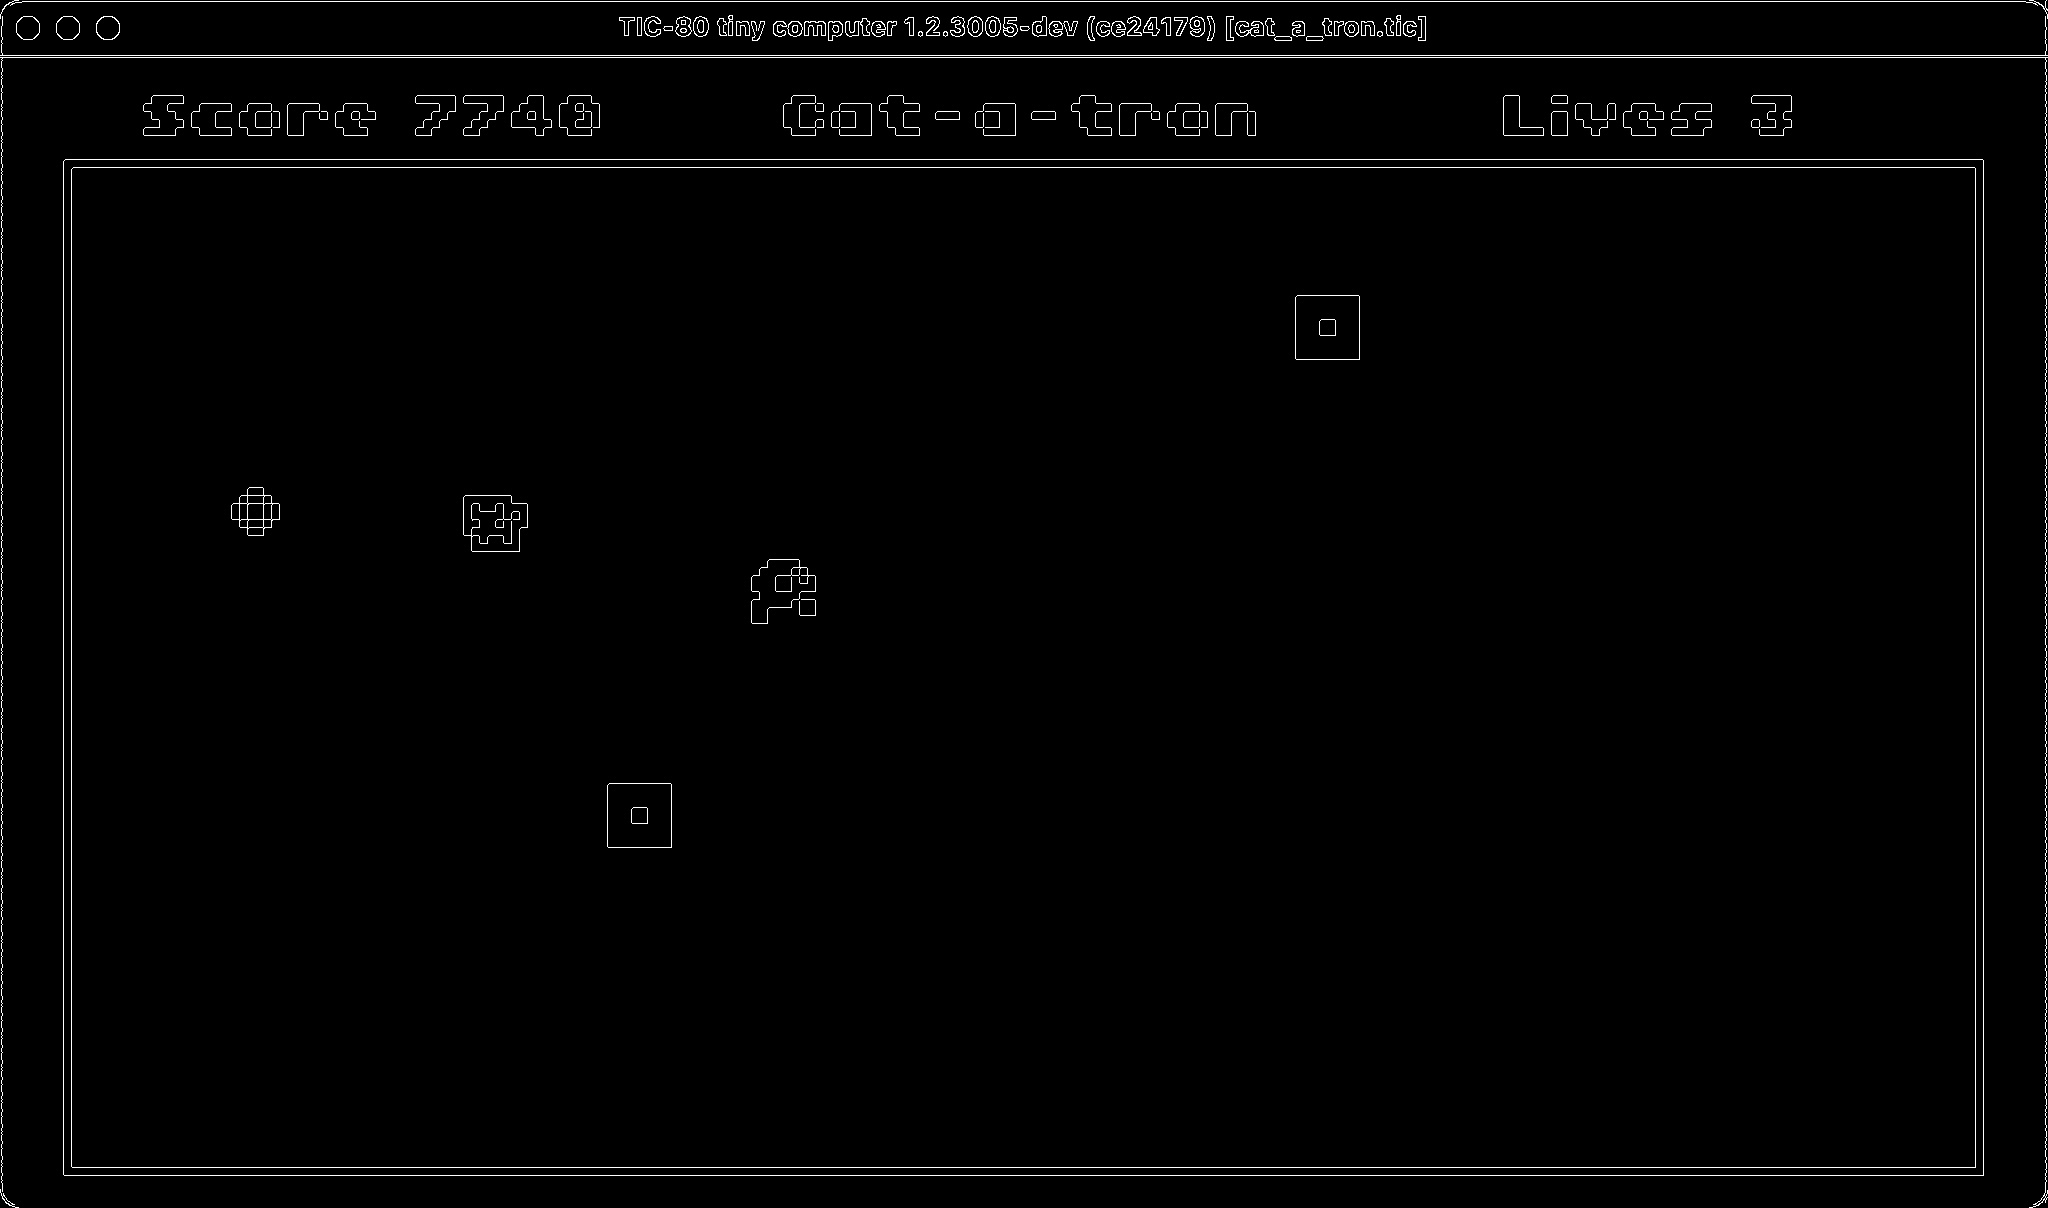 TIC-80 tiny computer 1.2.3005-dev (ce24179) [cat_a_tron.tic]
Score 7740 Cat-a-tron Lives 3